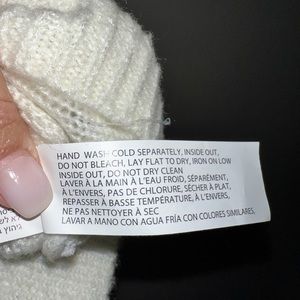 HAND WASH COLD SEPARATELY, INSIDE OUT,
DO NOT BLEACH, LAY FLAT TO DRY, IRON ON LOW
INSIDE OUT, DO NOT DRY CLEAN
LAVER À LA MAIN À L'EAU FROID, SÉPARÉMENT,
À L'ENVERS, PAS DE CHLORURE, SÉCHER À PLAT,
REPASSER À BASSE TEMPÉRATURE, À L'ENVERS,
NE PAS NETTOYER À SEC
LAVAR A MANO CON AGUA FRÍA CON COLORES SIMILARES,